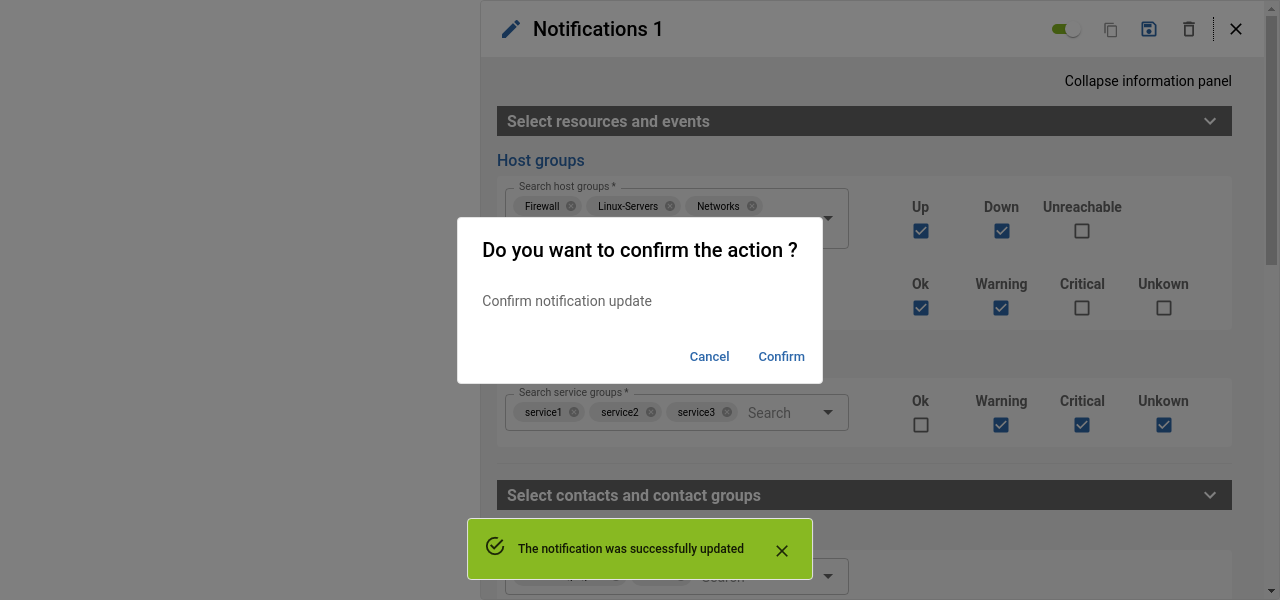 Notifications 1
Collapse information panel
Select resources and events
Host groups
Search host groups *
Firewall Linux-Servers Networks
Up Down Unreachable
Ok Warning Critical Unkown
Do you want to confirm the action ?
Confirm notification update
Cancel Confirm
Search service groups *
service1 service2 service3 Search
Ok Warning Critical Unkown
Select contacts and contact groups
The notification was successfully updated
Search